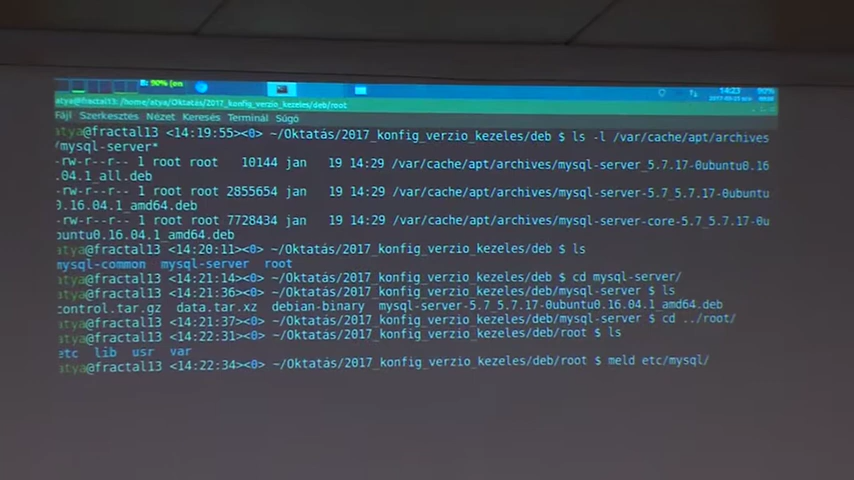 B: 90% (on
14:23 90%
atya@fractal13: /home/atya/Oktatás/2017_konfig_verzio_kezeles/deb/root
Fájl Szerkesztés Nézet Keresés Terminál Súgó
atya@fractal13 <14:19:55><0> ~/Oktatás/2017_konfig_verzio_kezeles/deb $ ls -l /var/cache/apt/archives
/mysql-server*
-rw-r--r-- 1 root root 10144 jan 19 14:29 /var/cache/apt/archives/mysql-server_5.7.17-0ubuntu0.16
.04.1_all.deb
-rw-r--r-- 1 root root 2855654 jan 19 14:29 /var/cache/apt/archives/mysql-server-5.7_5.7.17-0ubuntu
0.16.04.1_amd64.deb
-rw-r--r-- 1 root root 7728434 jan 19 14:29 /var/cache/apt/archives/mysql-server-core-5.7_5.7.17-0u
buntu0.16.04.1_amd64.deb
atya@fractal13 <14:20:11><0> ~/Oktatás/2017_konfig_verzio_kezeles/deb $ ls
mysql-common mysql-server root
atya@fractal13 <14:21:14><0> ~/Oktatás/2017_konfig_verzio_kezeles/deb $ cd mysql-server/
atya@fractal13 <14:21:36><0> ~/Oktatás/2017_konfig_verzio_kezeles/deb/mysql-server $ ls
control.tar.gz data.tar.xz debian-binary mysql-server-5.7_5.7.17-0ubuntu0.16.04.1_amd64.deb
atya@fractal13 <14:21:37><0> ~/Oktatás/2017_konfig_verzio_kezeles/deb/mysql-server $ cd ../root/
atya@fractal13 <14:22:31><0> ~/Oktatás/2017_konfig_verzio_kezeles/deb/root $ ls
etc lib usr var
atya@fractal13 <14:22:34><0> ~/Oktatás/2017_konfig_verzio_kezeles/deb/root $ meld etc/mysql/